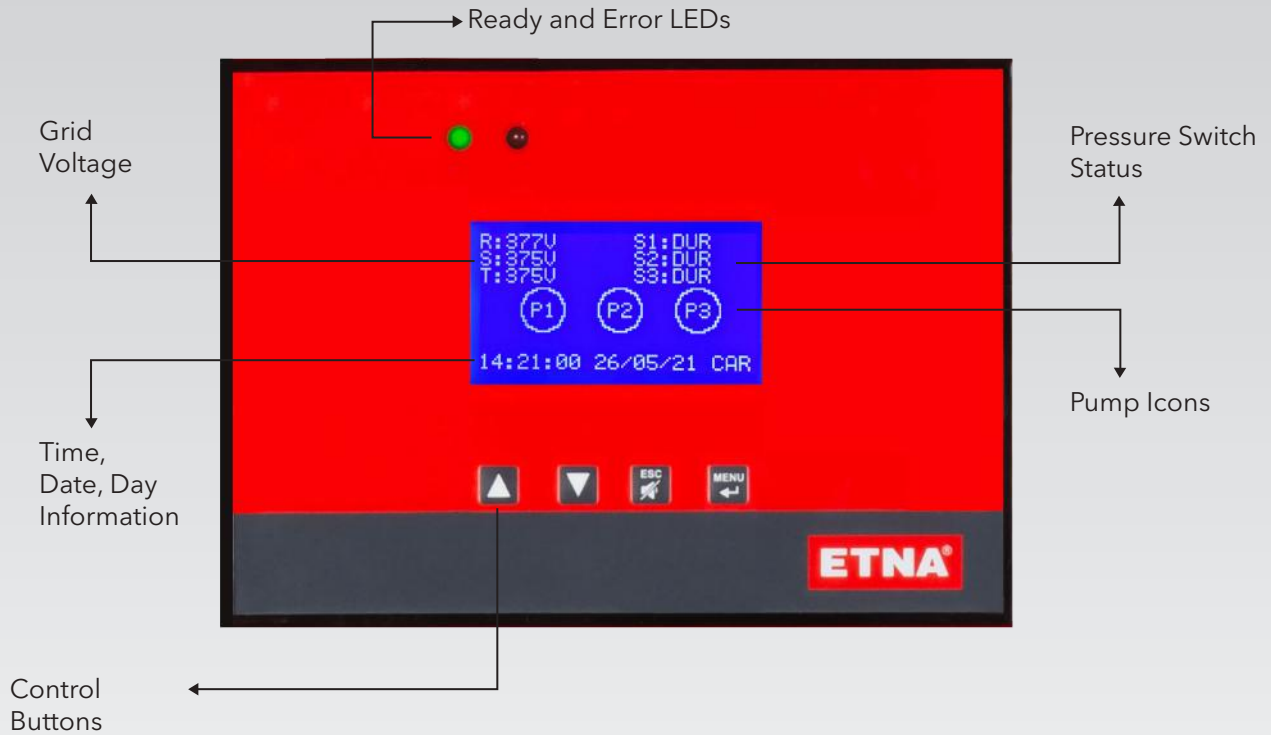 Ready and Error LEDs
Grid
Voltage
Pressure Switch
Status
R:377V
S:375V
T:375V
S1:DUR
S2:DUR
S3:DUR
P1 P2 P3
14:21:00 26/05/21 CAR
Pump Icons
Time,
Date, Day
Information
ESC
MENU
ETNA®
Control
Buttons